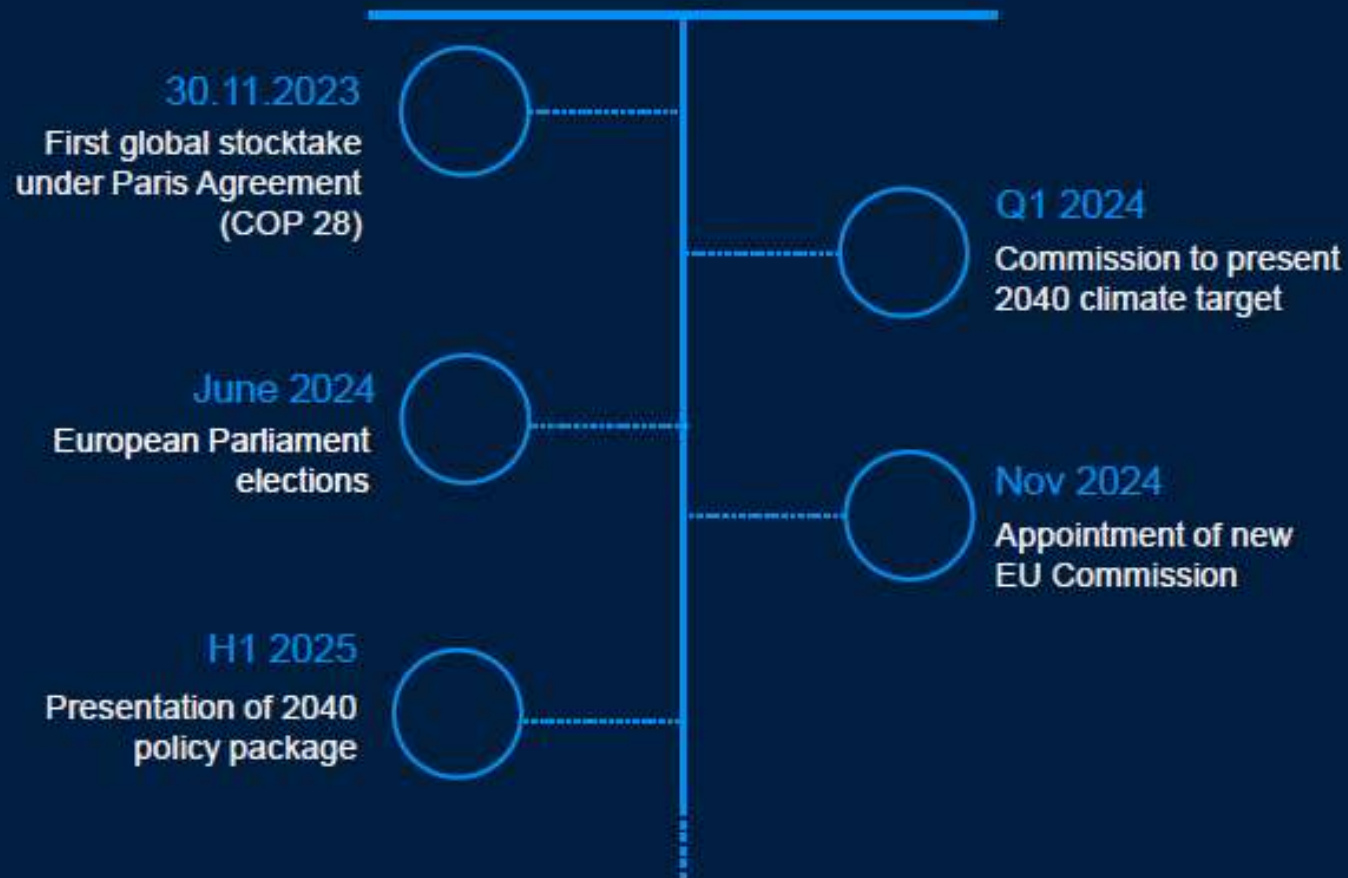 30.11.2023
First global stocktake
under Paris Agreement
(COP 28)
Q1 2024
Commission to present
2040 climate target
June 2024
European Parliament
elections
Nov 2024
Appointment of new
EU Commission
H1 2025
Presentation of 2040
policy package